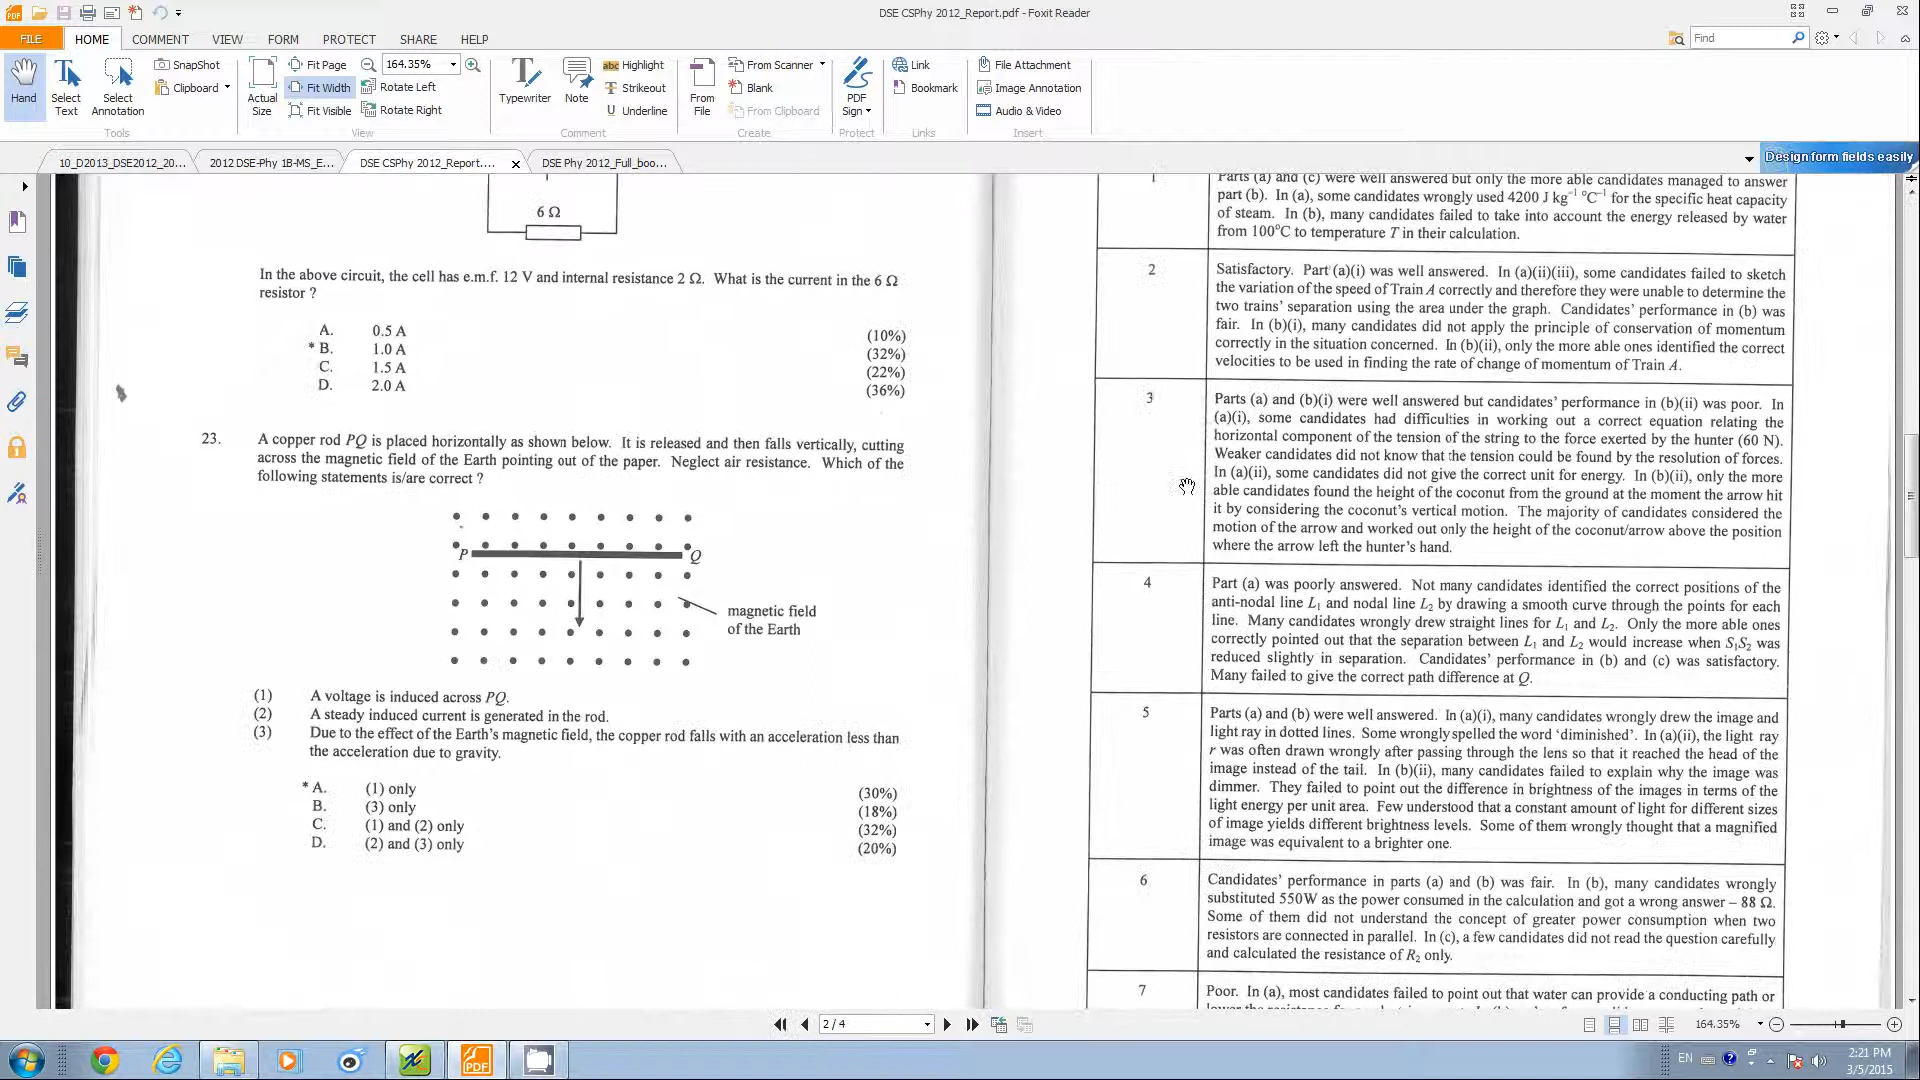 DSE CSPhy 2012_Report.pdf - Foxit Reader
FILE HOME COMMENT VIEW FORM PROTECT SHARE HELP
Find
Hand
Select Text
Select Annotation
SnapShot
Clipboard
Tools
Actual Size
Fit Page
Fit Width
Fit Visible
164.35%
Rotate Left
Rotate Right
View
Typewriter
Note
Highlight
Strikeout
Underline
Comment
From File
From Scanner
Blank
From Clipboard
Create
PDF Sign
Protect
Link
Bookmark
Links
File Attachment
Image Annotation
Audio & Video
Insert
10_D2013_DSE2012_20...
2012 DSE-Phy 1B-MS_E...
DSE CSPhy 2012_Report....
DSE Phy 2012_Full_boo...
Design form fields easily
6 Ω
In the above circuit, the cell has e.m.f. 12 V and internal resistance 2 Ω. What is the current in the 6 Ω
resistor ?
A. 0.5 A (10%)
* B. 1.0 A (32%)
C. 1.5 A (22%)
D. 2.0 A (36%)
23. A copper rod PQ is placed horizontally as shown below. It is released and then falls vertically, cutting
across the magnetic field of the Earth pointing out of the paper. Neglect air resistance. Which of the
following statements is/are correct ?
P
Q
magnetic field
of the Earth
(1) A voltage is induced across PQ.
(2) A steady induced current is generated in the rod.
(3) Due to the effect of the Earth's magnetic field, the copper rod falls with an acceleration less than
the acceleration due to gravity.
* A. (1) only (30%)
B. (3) only (18%)
C. (1) and (2) only (32%)
D. (2) and (3) only (20%)
1 Parts (a) and (c) were well answered but only the more able candidates managed to answer
part (b). In (a), some candidates wrongly used 4200 J kg⁻¹ °C⁻¹ for the specific heat capacity
of steam. In (b), many candidates failed to take into account the energy released by water
from 100°C to temperature T in their calculation.
2 Satisfactory. Part (a)(i) was well answered. In (a)(ii)(iii), some candidates failed to sketch
the variation of the speed of Train A correctly and therefore they were unable to determine the
two trains' separation using the area under the graph. Candidates' performance in (b) was
fair. In (b)(i), many candidates did not apply the principle of conservation of momentum
correctly in the situation concerned. In (b)(ii), only the more able ones identified the correct
velocities to be used in finding the rate of change of momentum of Train A.
3 Parts (a) and (b)(i) were well answered but candidates' performance in (b)(ii) was poor. In
(a)(i), some candidates had difficulties in working out a correct equation relating the
horizontal component of the tension of the string to the force exerted by the hunter (60 N).
Weaker candidates did not know that the tension could be found by the resolution of forces.
In (a)(ii), some candidates did not give the correct unit for energy. In (b)(ii), only the more
able candidates found the height of the coconut from the ground at the moment the arrow hit
it by considering the coconut's vertical motion. The majority of candidates considered the
motion of the arrow and worked out only the height of the coconut/arrow above the position
where the arrow left the hunter's hand.
4 Part (a) was poorly answered. Not many candidates identified the correct positions of the
anti-nodal line L₁ and nodal line L₂ by drawing a smooth curve through the points for each
line. Many candidates wrongly drew straight lines for L₁ and L₂. Only the more able ones
correctly pointed out that the separation between L₁ and L₂ would increase when S₁S₂ was
reduced slightly in separation. Candidates' performance in (b) and (c) was satisfactory.
Many failed to give the correct path difference at Q.
5 Parts (a) and (b) were well answered. In (a)(i), many candidates wrongly drew the image and
light ray in dotted lines. Some wrongly spelled the word 'diminished'. In (a)(ii), the light ray
r was often drawn wrongly after passing through the lens so that it reached the head of the
image instead of the tail. In (b)(ii), many candidates failed to explain why the image was
dimmer. They failed to point out the difference in brightness of the images in terms of the
light energy per unit area. Few understood that a constant amount of light for different sizes
of image yields different brightness levels. Some of them wrongly thought that a magnified
image was equivalent to a brighter one.
6 Candidates' performance in parts (a) and (b) was fair. In (b), many candidates wrongly
substituted 550W as the power consumed in the calculation and got a wrong answer – 88 Ω.
Some of them did not understand the concept of greater power consumption when two
resistors are connected in parallel. In (c), a few candidates did not read the question carefully
and calculated the resistance of R₂ only.
7 Poor. In (a), most candidates failed to point out that water can provide a conducting path or
2 / 4
164.35%
EN
2:21 PM
3/5/2015